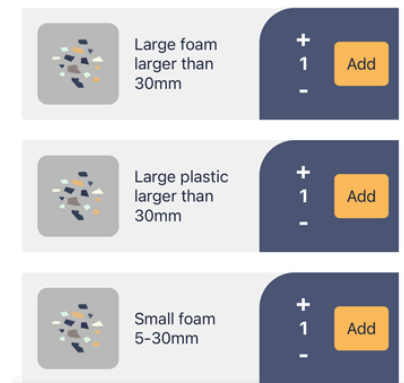 Large foam
larger than
30mm
+
1
-
Add
Large plastic
larger than
30mm
+
1
-
Add
Small foam
5-30mm
+
1
-
Add